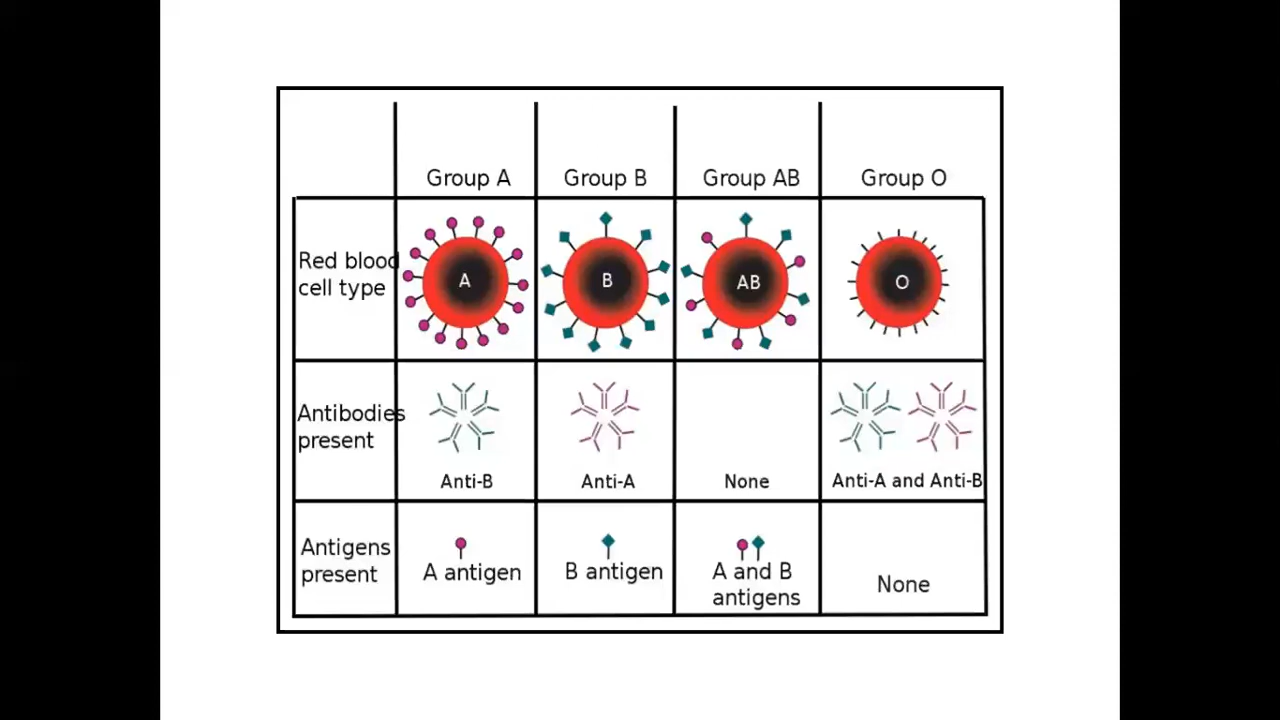 Group A
Group B
Group AB
Group O
Red blood
cell type
A
B
AB
O
Antibodies
present
Anti-B
Anti-A
None
Anti-A and Anti-B
Antigens
present
A antigen
B antigen
A and B
antigens
None